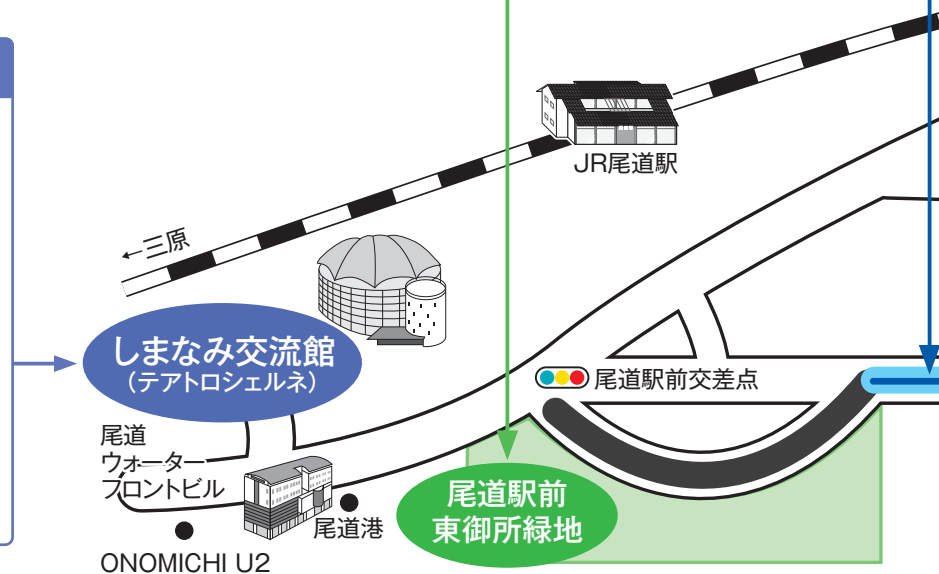 JR尾道駅
←三原
しまなみ交流館
(テアトロシェルネ)
尾道駅前交差点
尾道
ウォーター
フロントビル
尾道港
尾道駅前
東御所緑地
ONOMICHI U2